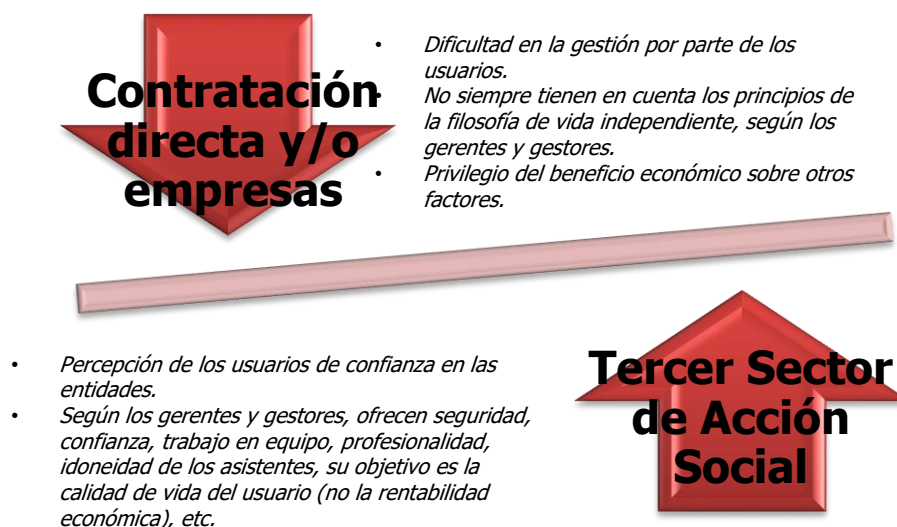 Contratación
directa y/o
empresas
• Dificultad en la gestión por parte de los
usuarios.
• No siempre tienen en cuenta los principios de
la filosofía de vida independiente, según los
gerentes y gestores.
• Privilegio del beneficio económico sobre otros
factores.
• Percepción de los usuarios de confianza en las
entidades.
• Según los gerentes y gestores, ofrecen seguridad,
confianza, trabajo en equipo, profesionalidad,
idoneidad de los asistentes, su objetivo es la
calidad de vida del usuario (no la rentabilidad
económica), etc.
Tercer Sector
de Acción
Social